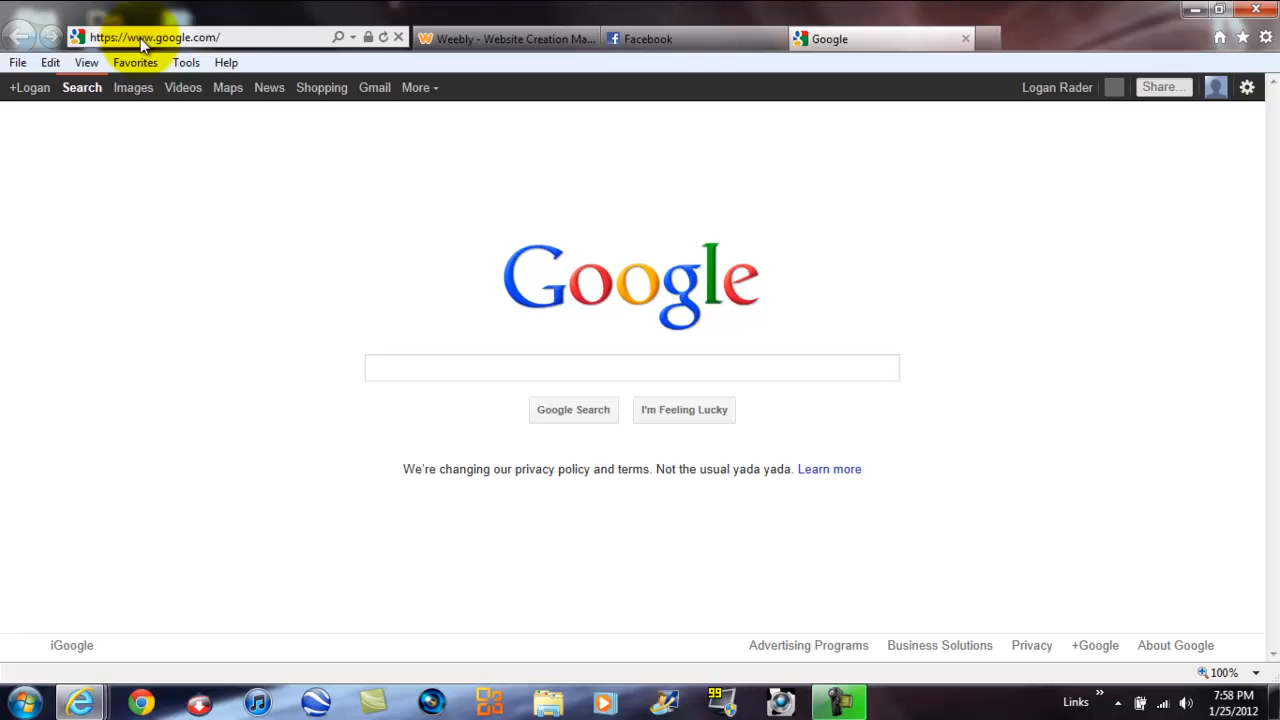 https://www.google.com/
Weebly - Website Creation Ma...
Facebook
Google
File Edit View Favorites Tools Help
+Logan Search Images Videos Maps News Shopping Gmail More
Logan Rader
Share...
Google
Google Search
I'm Feeling Lucky
We're changing our privacy policy and terms. Not the usual yada yada. Learn more
iGoogle
Advertising Programs Business Solutions Privacy +Google About Google
100%
99
Links
7:58 PM
1/25/2012